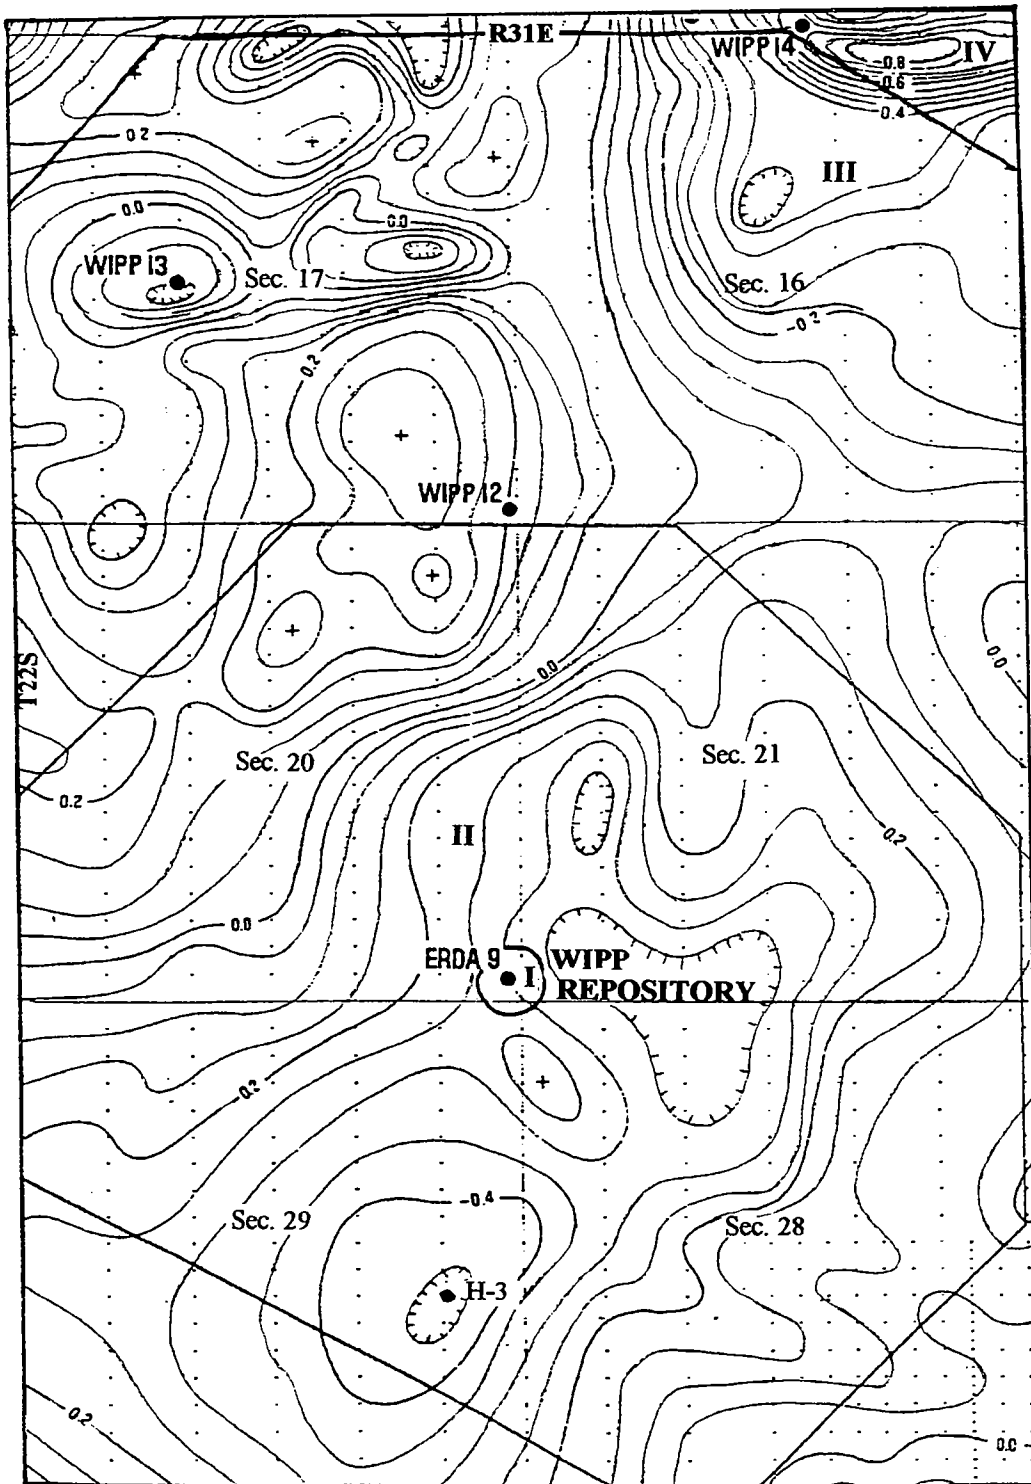 R31E
WIPP 14
IV
-0.8
-0.6
0.4
0.2
III
0.0
0.0
WIPP 13
Sec. 17
Sec. 16
-0.2
0.2
WIPP 12
0.0
T22S
0.0
Sec. 20
Sec. 21
0.2
II
-0.2
0.0
ERDA 9
I
WIPP
REPOSITORY
-0.2
-0.4
Sec. 29
Sec. 28
H-3
0.2
0.0